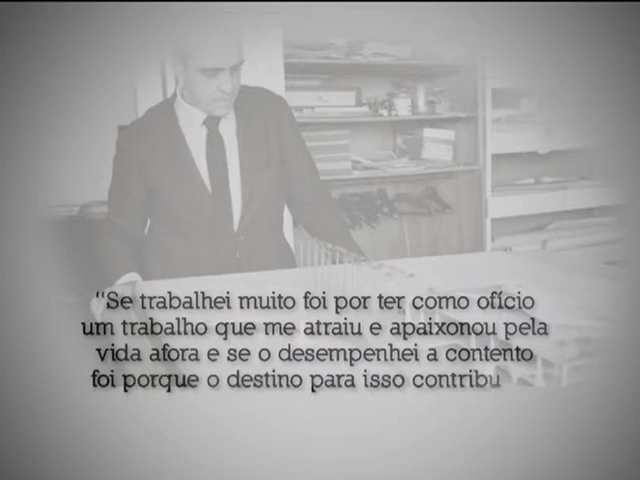 “Se trabalhei muito foi por ter como ofício
um trabalho que me atraiu e apaixonou pela
vida afora e se o desempenhei a contento
foi porque o destino para isso contribu